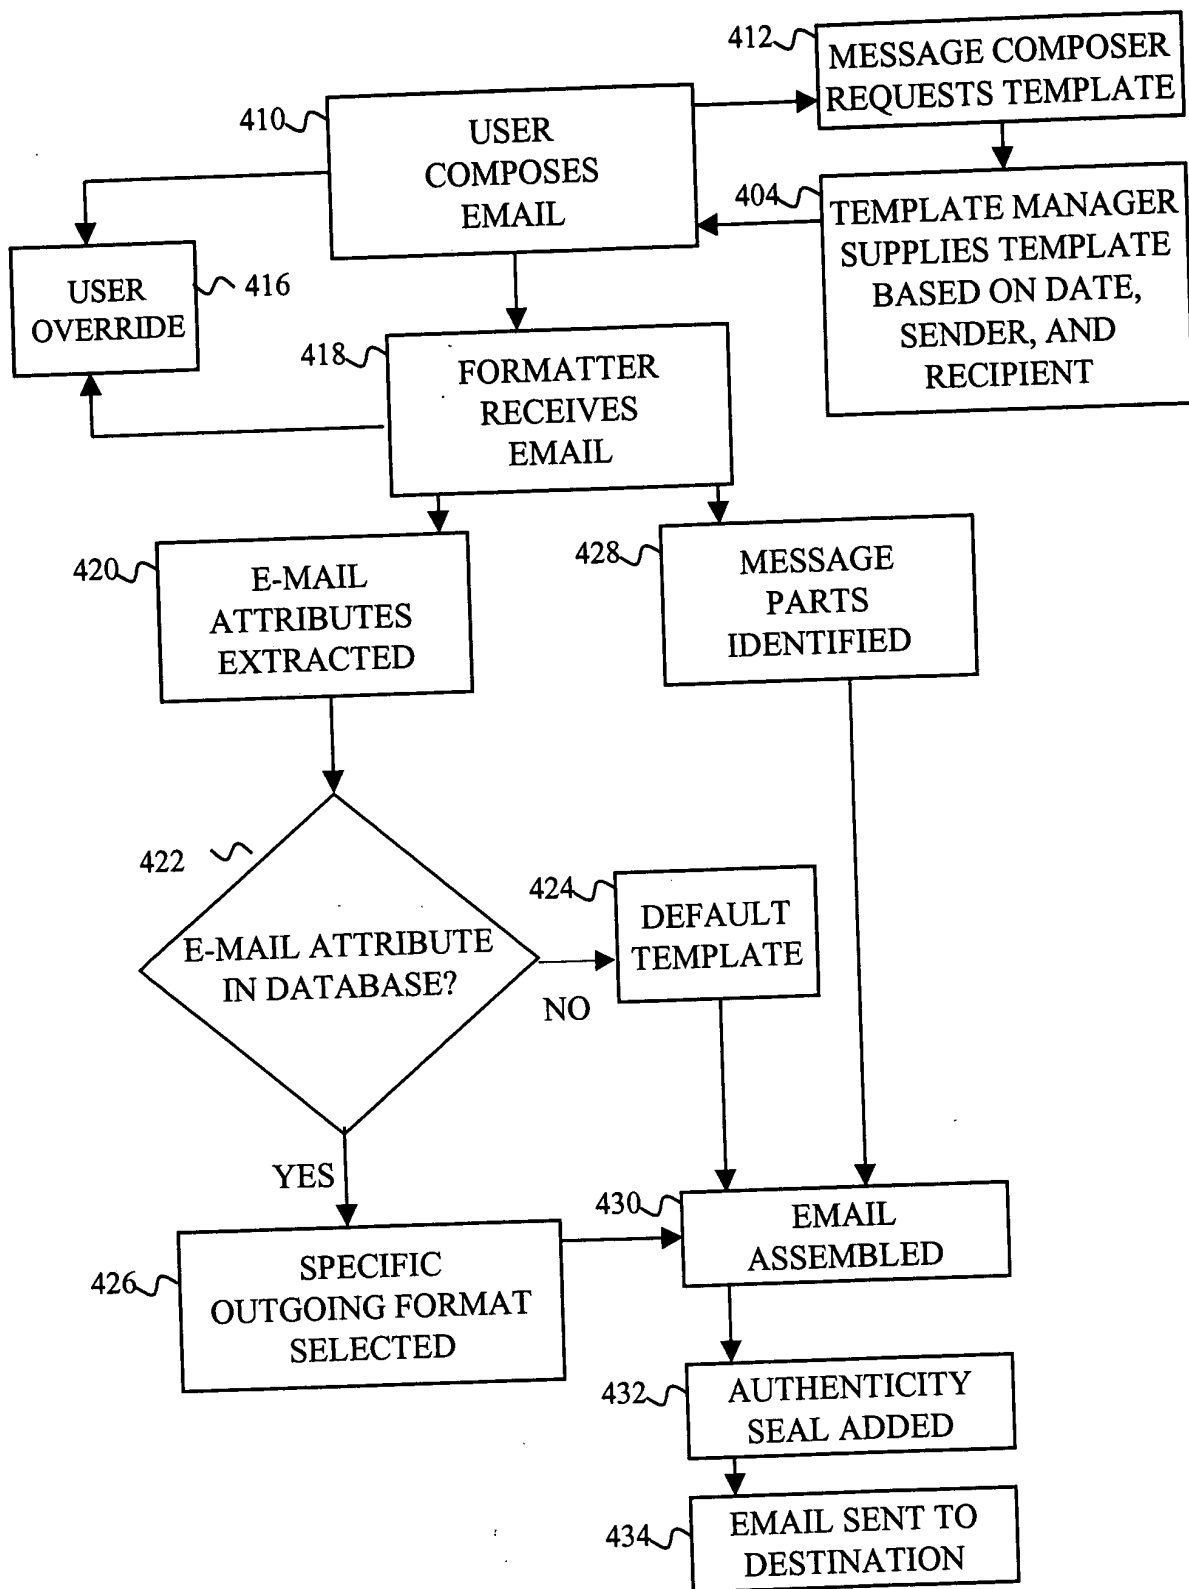 412
MESSAGE COMPOSER
REQUESTS TEMPLATE
410
USER
COMPOSES
EMAIL
404
TEMPLATE MANAGER
SUPPLIES TEMPLATE
BASED ON DATE,
SENDER, AND
RECIPIENT
USER
OVERRIDE
416
418
FORMATTER
RECEIVES
EMAIL
420
E-MAIL
ATTRIBUTES
EXTRACTED
428
MESSAGE
PARTS
IDENTIFIED
422
E-MAIL ATTRIBUTE
IN DATABASE?
NO
424
DEFAULT
TEMPLATE
YES
426
SPECIFIC
OUTGOING FORMAT
SELECTED
430
EMAIL
ASSEMBLED
432
AUTHENTICITY
SEAL ADDED
434
EMAIL SENT TO
DESTINATION